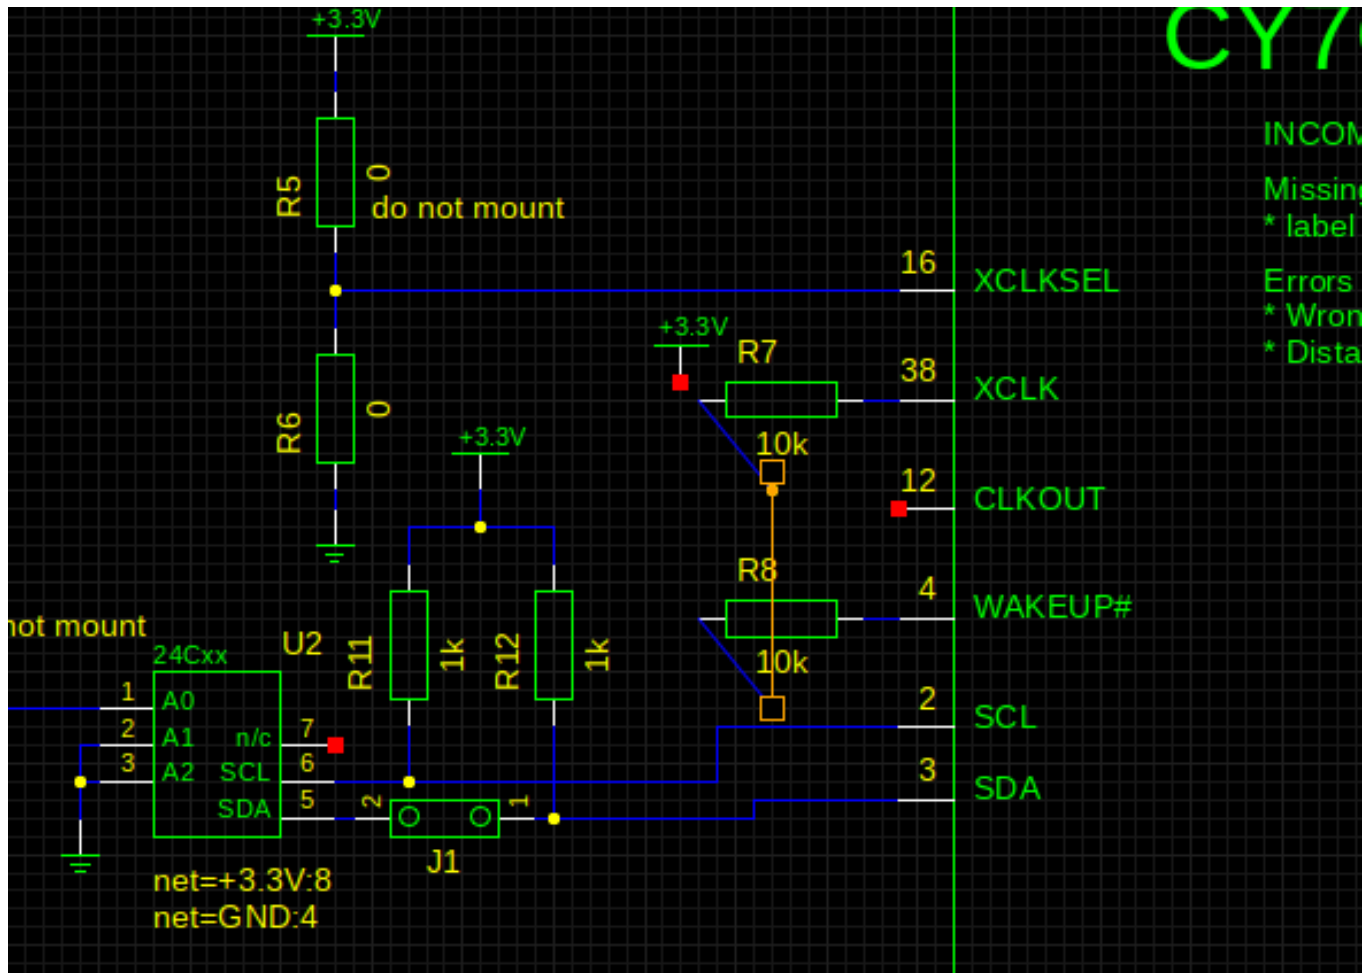 +3.3V
CY7
INCOM
Missing
* label
Errors
* Wron
* Dista
R5
0
do not mount
16
XCLKSEL
+3.3V
R7
38
XCLK
R6
0
+3.3V
10k
12
CLKOUT
R8
4
WAKEUP#
not mount
U2
24Cxx
R11
1k
R12
1k
10k
1
A0
2
A1
n/c
7
3
A2
SCL
6
SDA
5
2
1
J1
2
SCL
3
SDA
net=+3.3V:8
net=GND:4